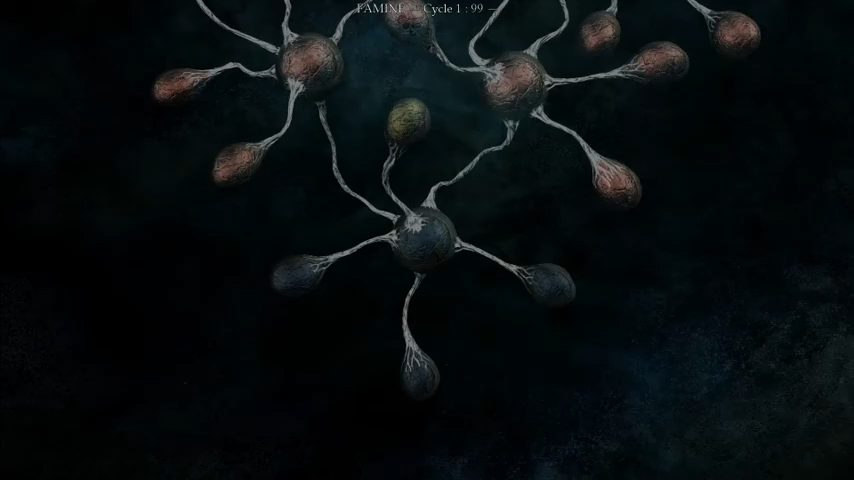 FAMINE — Cycle 1 : 99 —